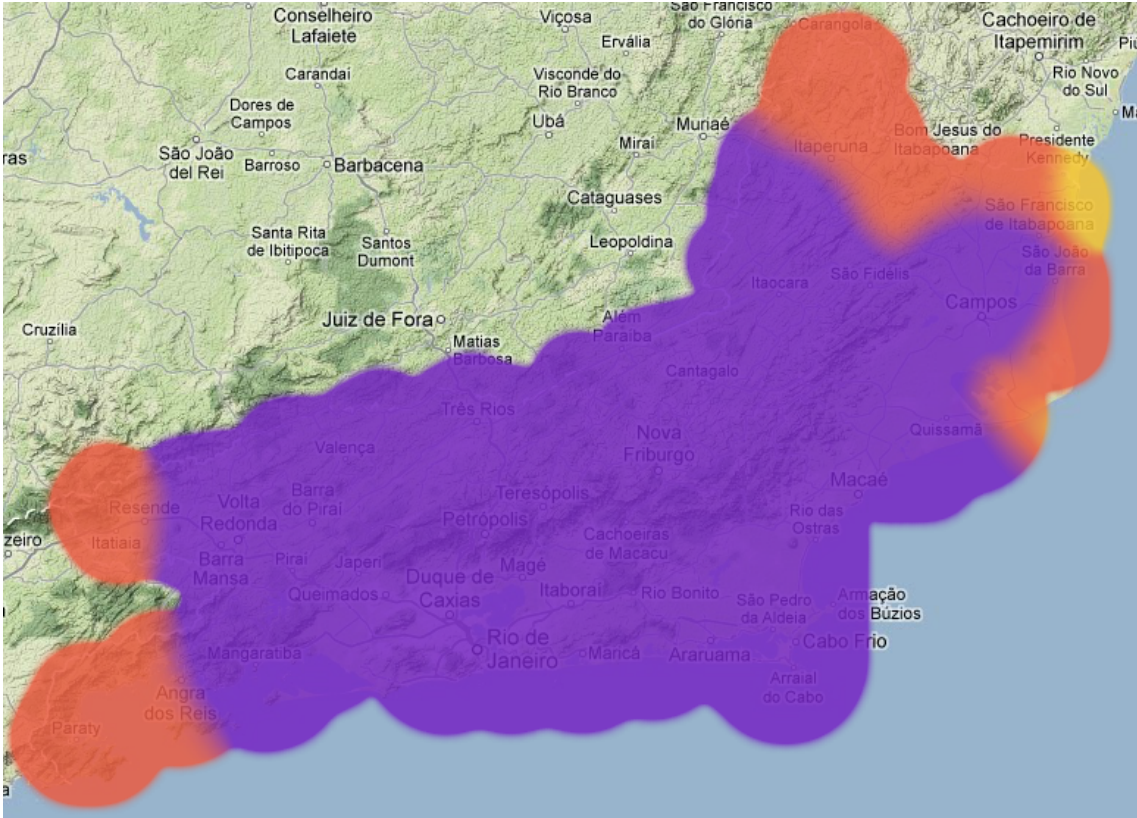 Conselheiro
Lafaiete
Viçosa
São Francisco
do Glória
Carangola
Cachoeiro de
Itapemirim
Ervália
Piú
Carandaí
Visconde do
Rio Branco
Rio Novo
do Sul
Dores de
Campos
Ubá
Muriaé
Ma
Bom Jesus do
Itabapoana
Presidente
Kennedy
ras
São João
del Rei
Barroso
Barbacena
Miraí
Itaperuna
Cataguases
São Francisco
de Itabapoana
Santa Rita
de Ibitipoca
Santos
Dumont
Leopoldina
São João
da Barra
Itaocara
São Fidélis
Campos
Cruzília
Juiz de Fora
Além
Paraíba
Matias
Barbosa
Cantagalo
Três Rios
Quissamã
Valença
Nova
Friburgo
Macaé
Resende
Volta
Redonda
Barra
do Piraí
Teresópolis
Petrópolis
Rio das
Ostras
zeiro
Itatiaia
Cachoeiras
de Macacu
Barra
Mansa
Piraí
Japeri
Magé
Duque de
Caxias
Queimados
Itaboraí
Rio Bonito
São Pedro
da Aldeia
Armação
dos Búzios
Mangaratiba
Rio de
Janeiro
Maricá
Araruama
Cabo Frio
Angra
dos Reis
Arraial
do Cabo
Paraty
a